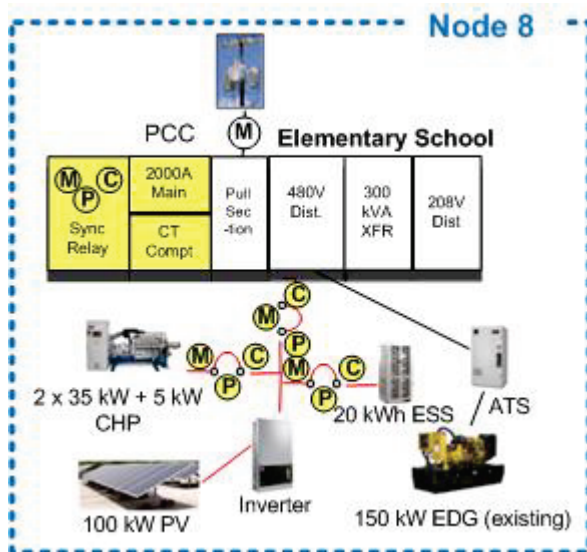 Node 8
PCC
M
Elementary School
M
P
C
Sync
Relay
2000A
Main
CT
Compt
Pull
Sec
-tion
480V
Dist.
300
kVA
XFR
208V
Dist
C
M
P
M
P
C
M
P
C
2 x 35 kW + 5 kW
CHP
20 kWh ESS
ATS
Inverter
100 kW PV
150 kW EDG (existing)